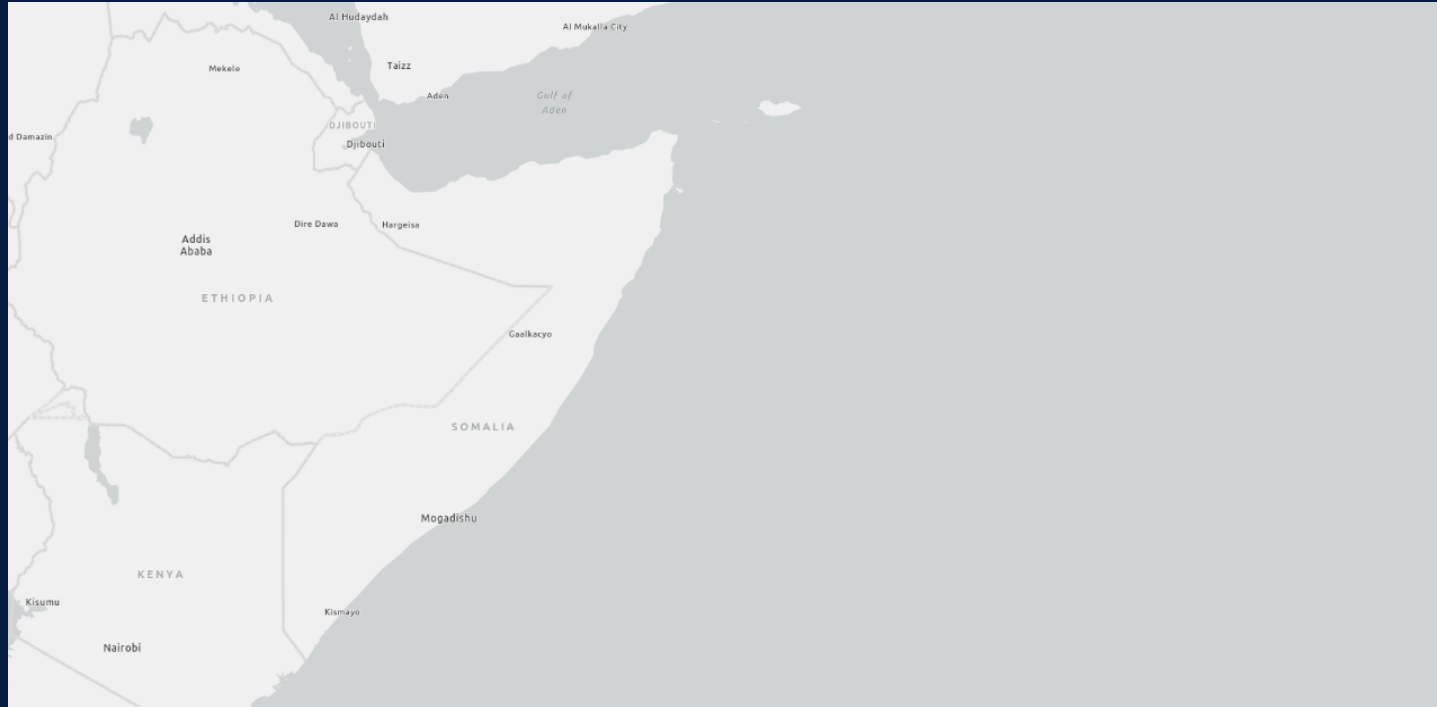 Al Hudaydah
Al Mukalla City
Mekele
Taizz
Aden
Gulf of
Aden
DJIBOUTI
d Damazin
Djibouti
Dire Dawa
Hargeisa
Addis
Ababa
ETHIOPIA
Gaalkacyo
SOMALIA
Mogadishu
KENYA
Kisumu
Kismayo
Nairobi